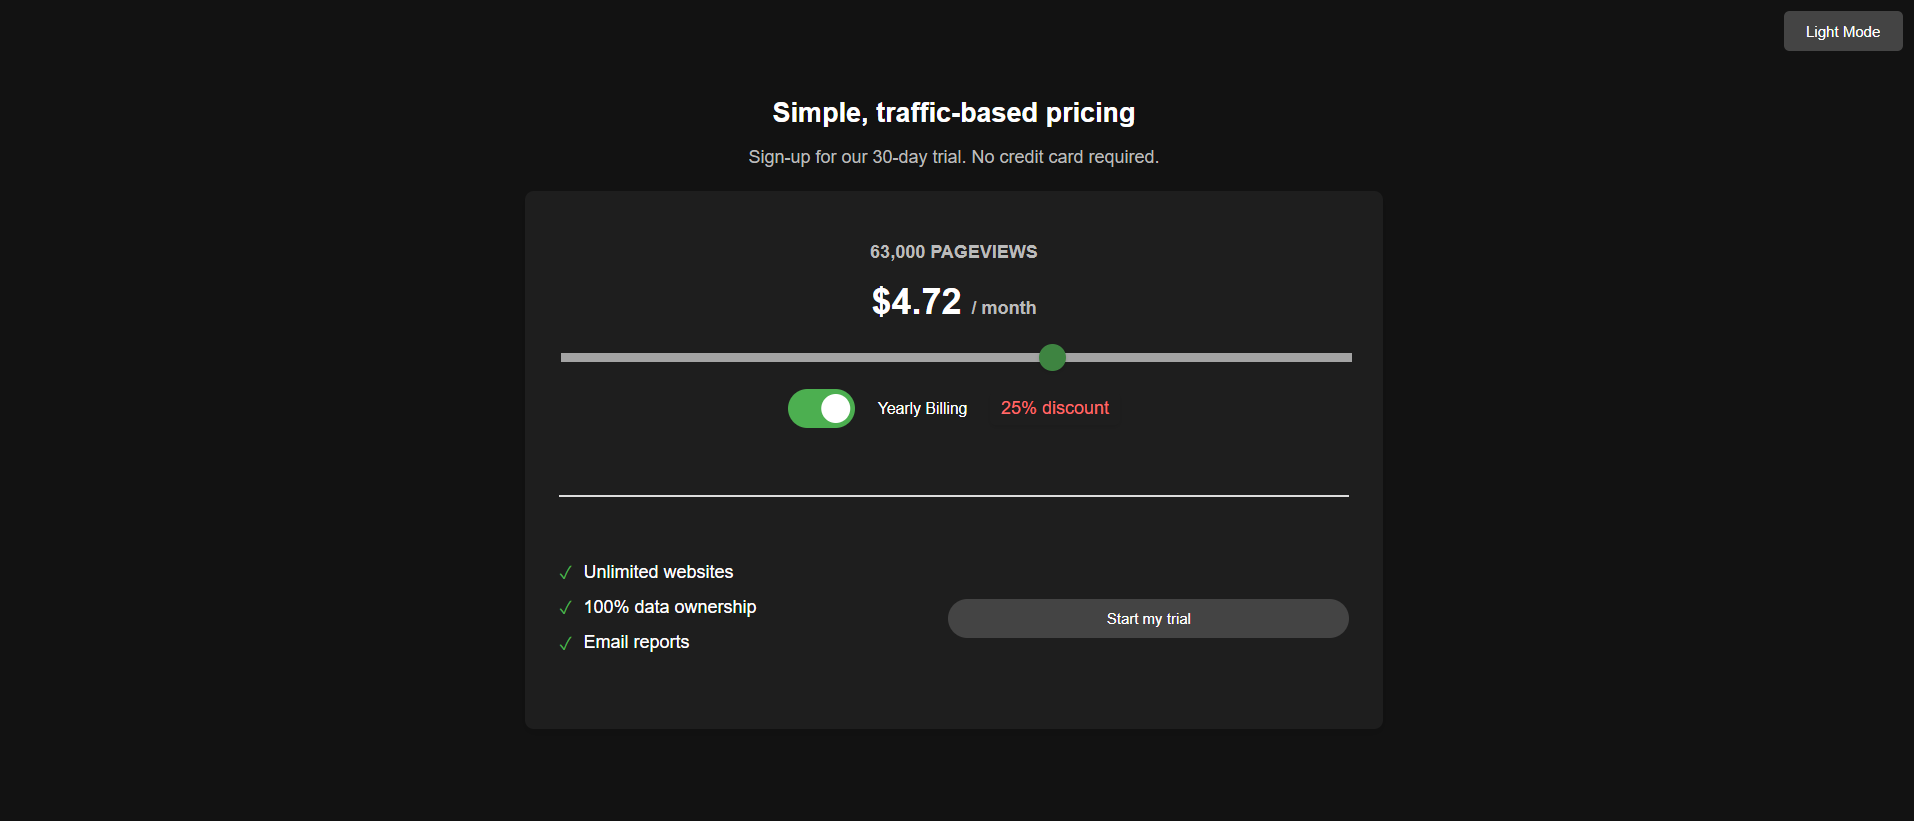 Light Mode
Simple, traffic-based pricing
Sign-up for our 30-day trial. No credit card required.
63,000 PAGEVIEWS
$4.72 / month
Yearly Billing 25% discount
✓ Unlimited websites
✓ 100% data ownership
✓ Email reports
Start my trial